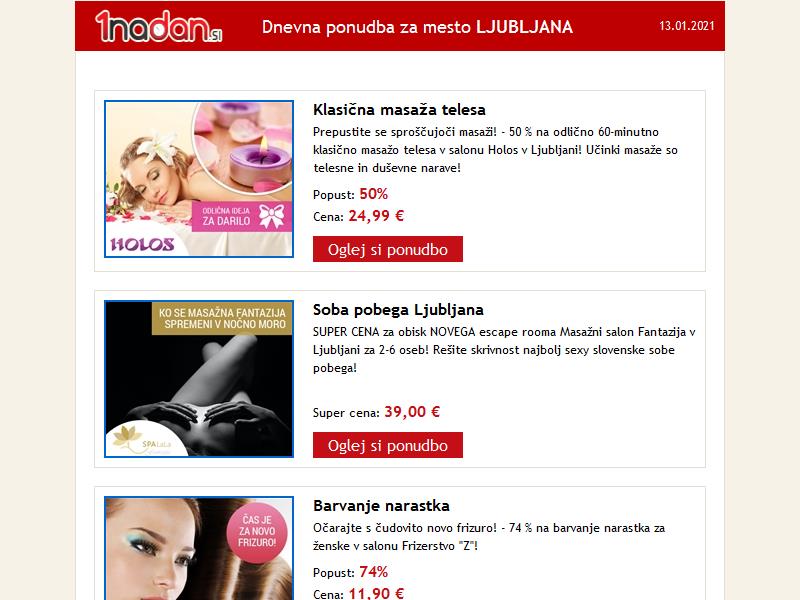 1nadan.si
Dnevna ponudba za mesto LJUBLJANA
13.01.2021
Klasična masaža telesa
Prepustite se sproščujoči masaži! - 50 % na odlično 60-minutno
klasično masažo telesa v salonu Holos v Ljubljani! Učinki masaže so
telesne in duševne narave!
Popust: 50%
Cena: 24,99 €
Oglej si ponudbo
ODLIČNA IDEJA
ZA DARILO
HOLOS
Soba pobega Ljubljana
SUPER CENA za obisk NOVEGA escape rooma Masažni salon Fantazija v
Ljubljani za 2-6 oseb! Rešite skrivnost najbolj sexy slovenske sobe
pobega!
Super cena: 39,00 €
Oglej si ponudbo
KO SE MASAŽNA FANTAZIJA
SPREMENI V NOČNO MORO
SPA LaLa
Barvanje narastka
Očarajte s čudovito novo frizuro! - 74 % na barvanje narastka za
ženske v salonu Frizerstvo "Z"!
Popust: 74%
Cena: 11,90 €
ČAS JE
ZA NOVO
FRIZURO!